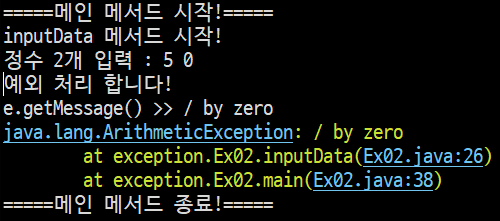 =====메인 메서드 시작!=====
inputData 메서드 시작!
정수 2개 입력 : 5 0
예외 처리 합니다!
e.getMessage() >> / by zero
java.lang.ArithmeticException: / by zero
at exception.Ex02.inputData(Ex02.java:26)
at exception.Ex02.main(Ex02.java:38)
=====메인 메서드 종료!=====